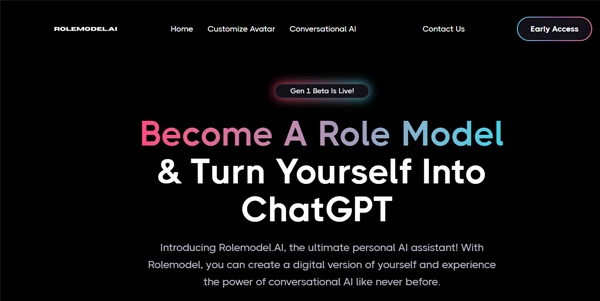 ROLEMODEL.AI Home Customize Avatar Conversational AI Contact Us Early Access
Gen 1 Beta Is Live!
Become A Role Model
& Turn Yourself Into
ChatGPT
Introducing Rolemodel.AI, the ultimate personal AI assistant! With
Rolemodel, you can create a digital version of yourself and experience
the power of conversational AI like never before.